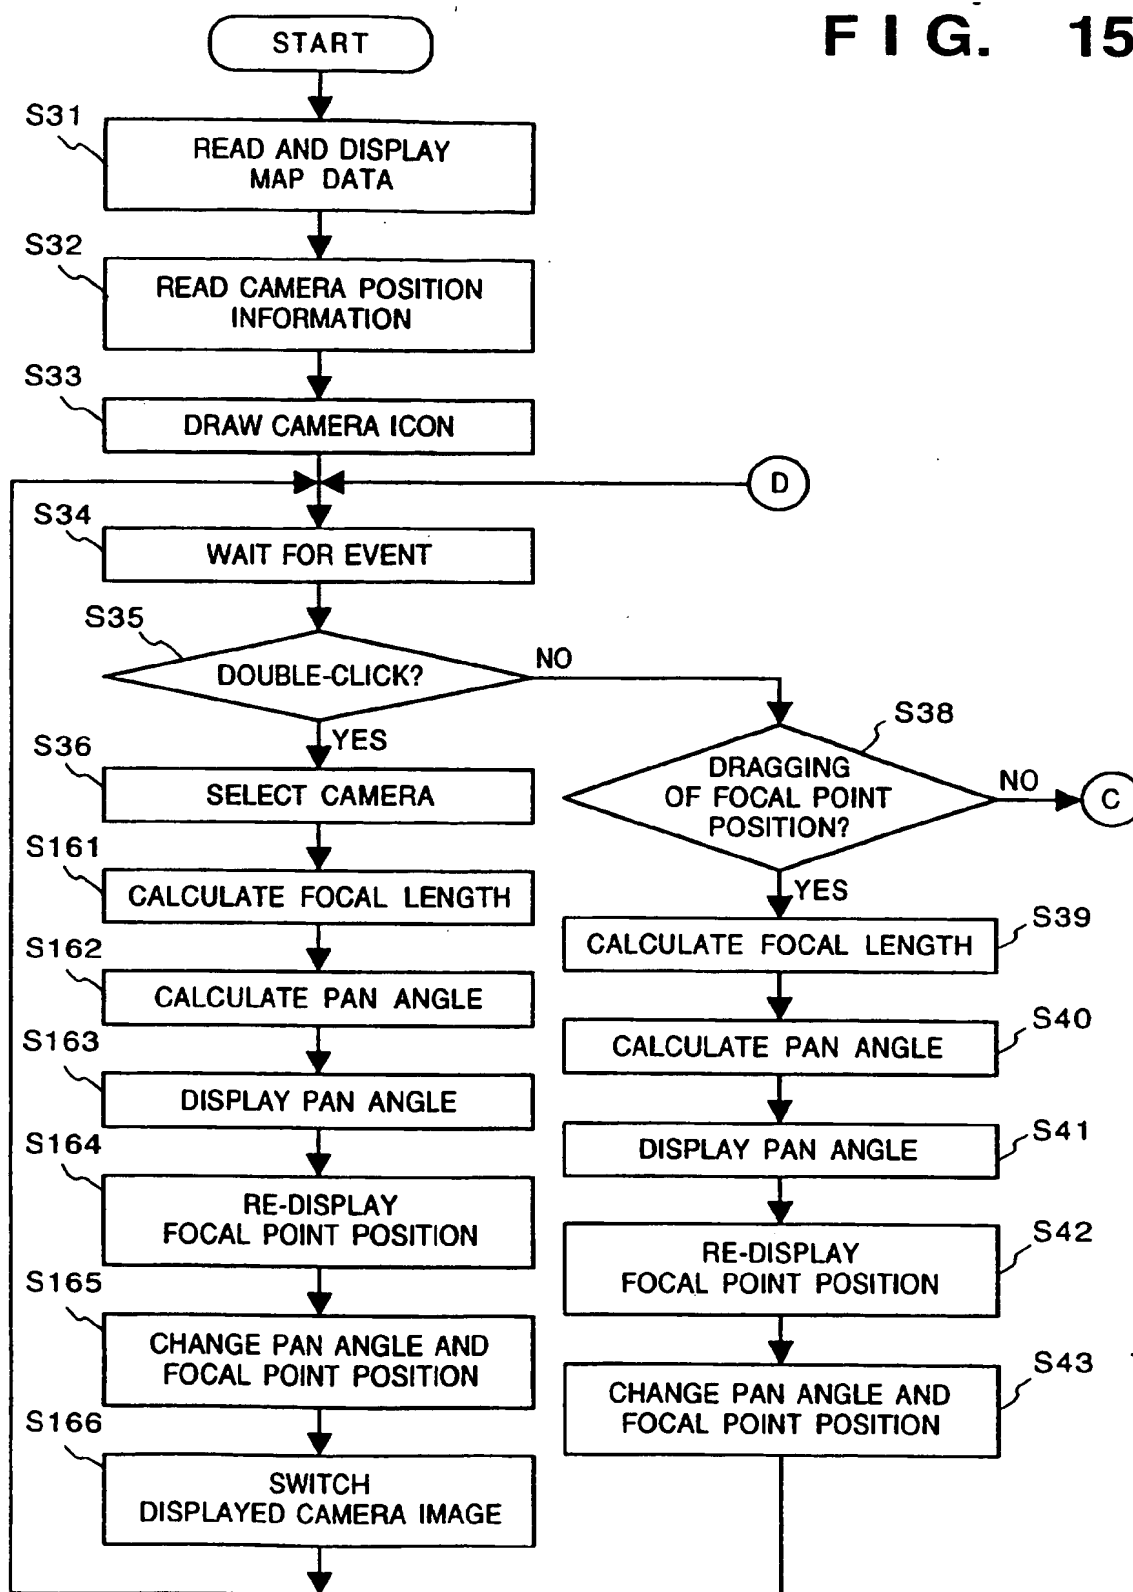 FIG. 15
START
S31
READ AND DISPLAY
MAP DATA
S32
READ CAMERA POSITION
INFORMATION
S33
DRAW CAMERA ICON
D
S34
WAIT FOR EVENT
S35
DOUBLE-CLICK?
NO
YES
S36
SELECT CAMERA
S161
CALCULATE FOCAL LENGTH
S162
CALCULATE PAN ANGLE
S163
DISPLAY PAN ANGLE
S164
RE-DISPLAY
FOCAL POINT POSITION
S165
CHANGE PAN ANGLE AND
FOCAL POINT POSITION
S166
SWITCH
DISPLAYED CAMERA IMAGE
S38
DRAGGING
OF FOCAL POINT
POSITION?
NO
C
YES
S39
CALCULATE FOCAL LENGTH
S40
CALCULATE PAN ANGLE
S41
DISPLAY PAN ANGLE
S42
RE-DISPLAY
FOCAL POINT POSITION
S43
CHANGE PAN ANGLE AND
FOCAL POINT POSITION